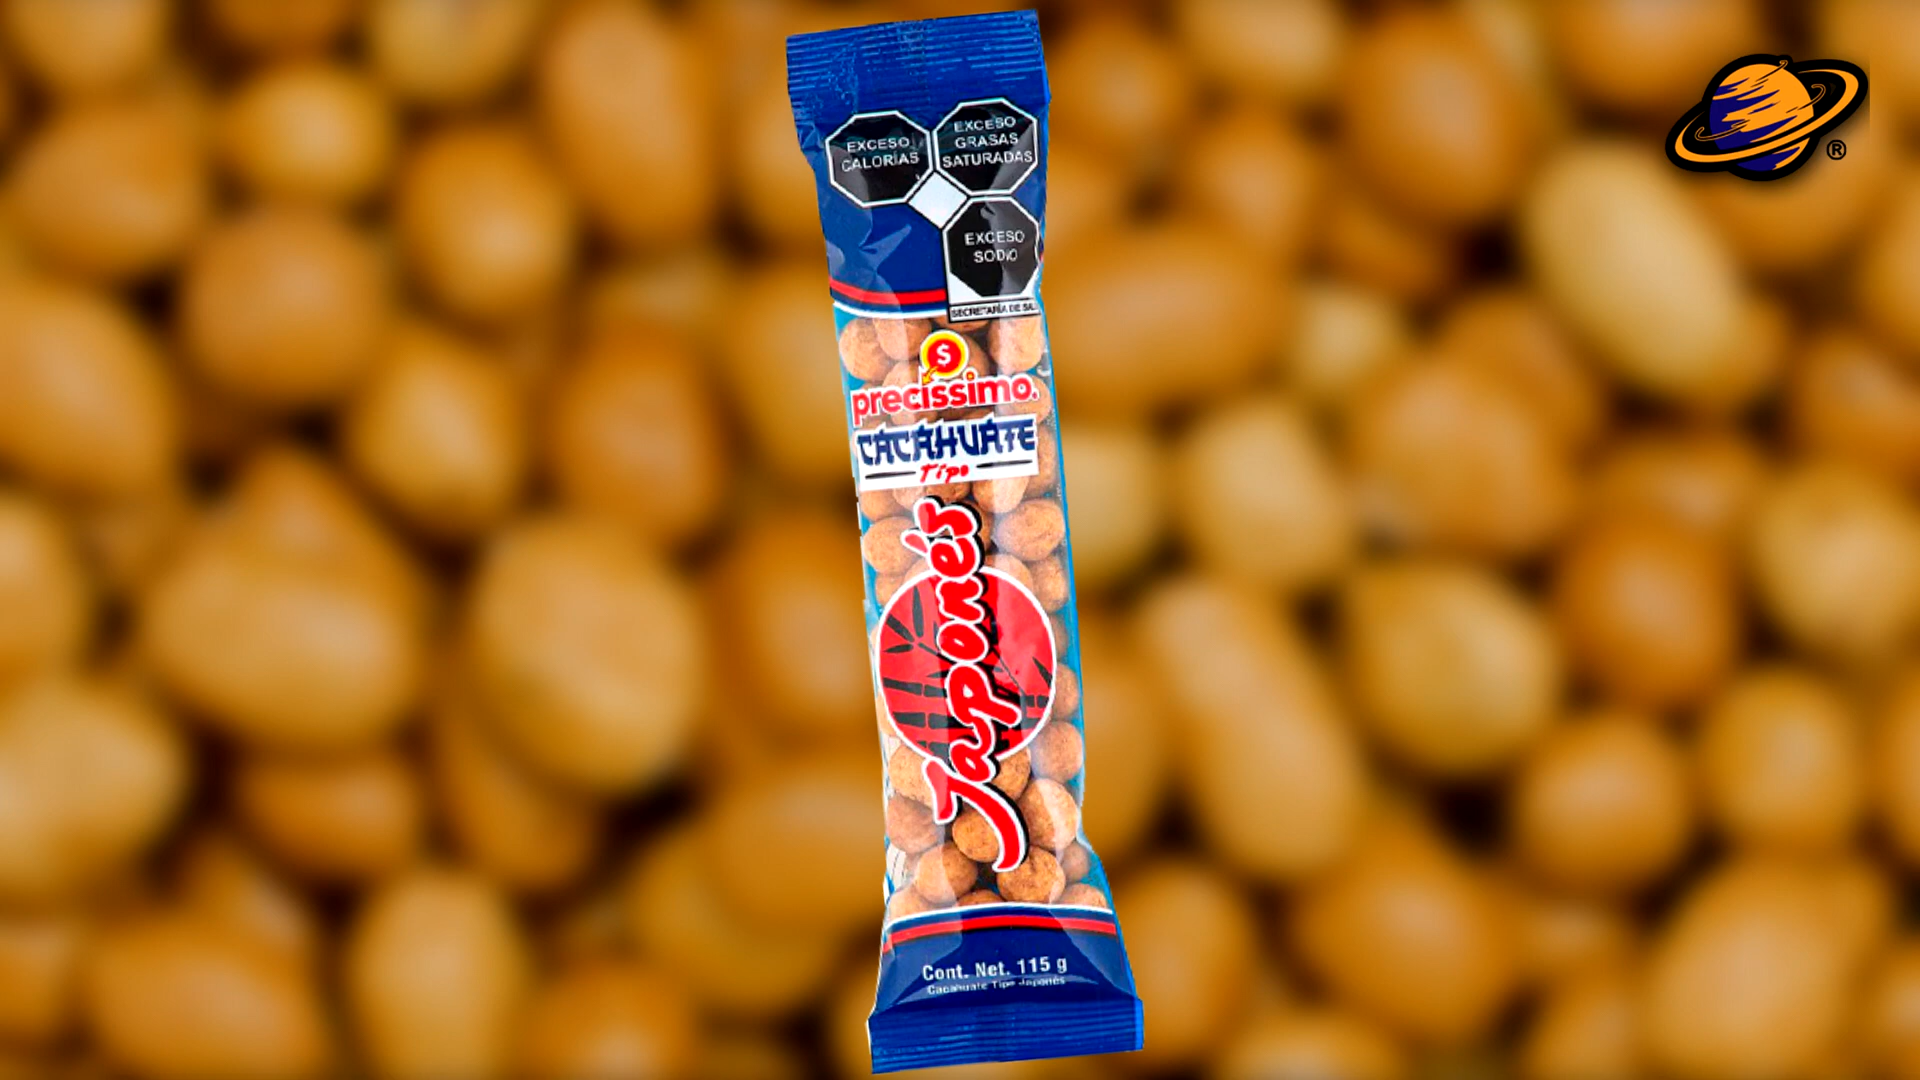 EXCESO
CALORÍAS
EXCESO
GRASAS
SATURADAS
EXCESO
SODIO
SECRETARÍA DE SAL
$
precissimo.
CACAHUATE
Tipo
Japonés
Cont. Net. 115 g
Cacahuate Tipo Japonés
®